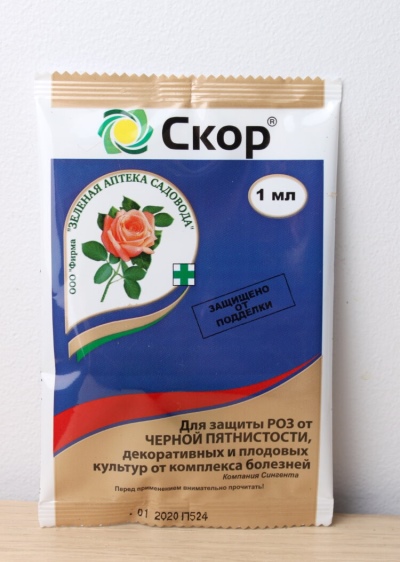 Скор®
1 мл
ООО "Фирма "ЗЕЛЕНАЯ АПТЕКА САДОВОДА"
ЗАЩИЩЕНО
ОТ
ПОДДЕЛКИ
Для защиты РОЗ от
ЧЕРНОЙ ПЯТНИСТОСТИ,
декоративных и плодовых
культур от комплекса болезней
Компания Сингента
Перед применением внимательно прочитать!
01 2020 П524